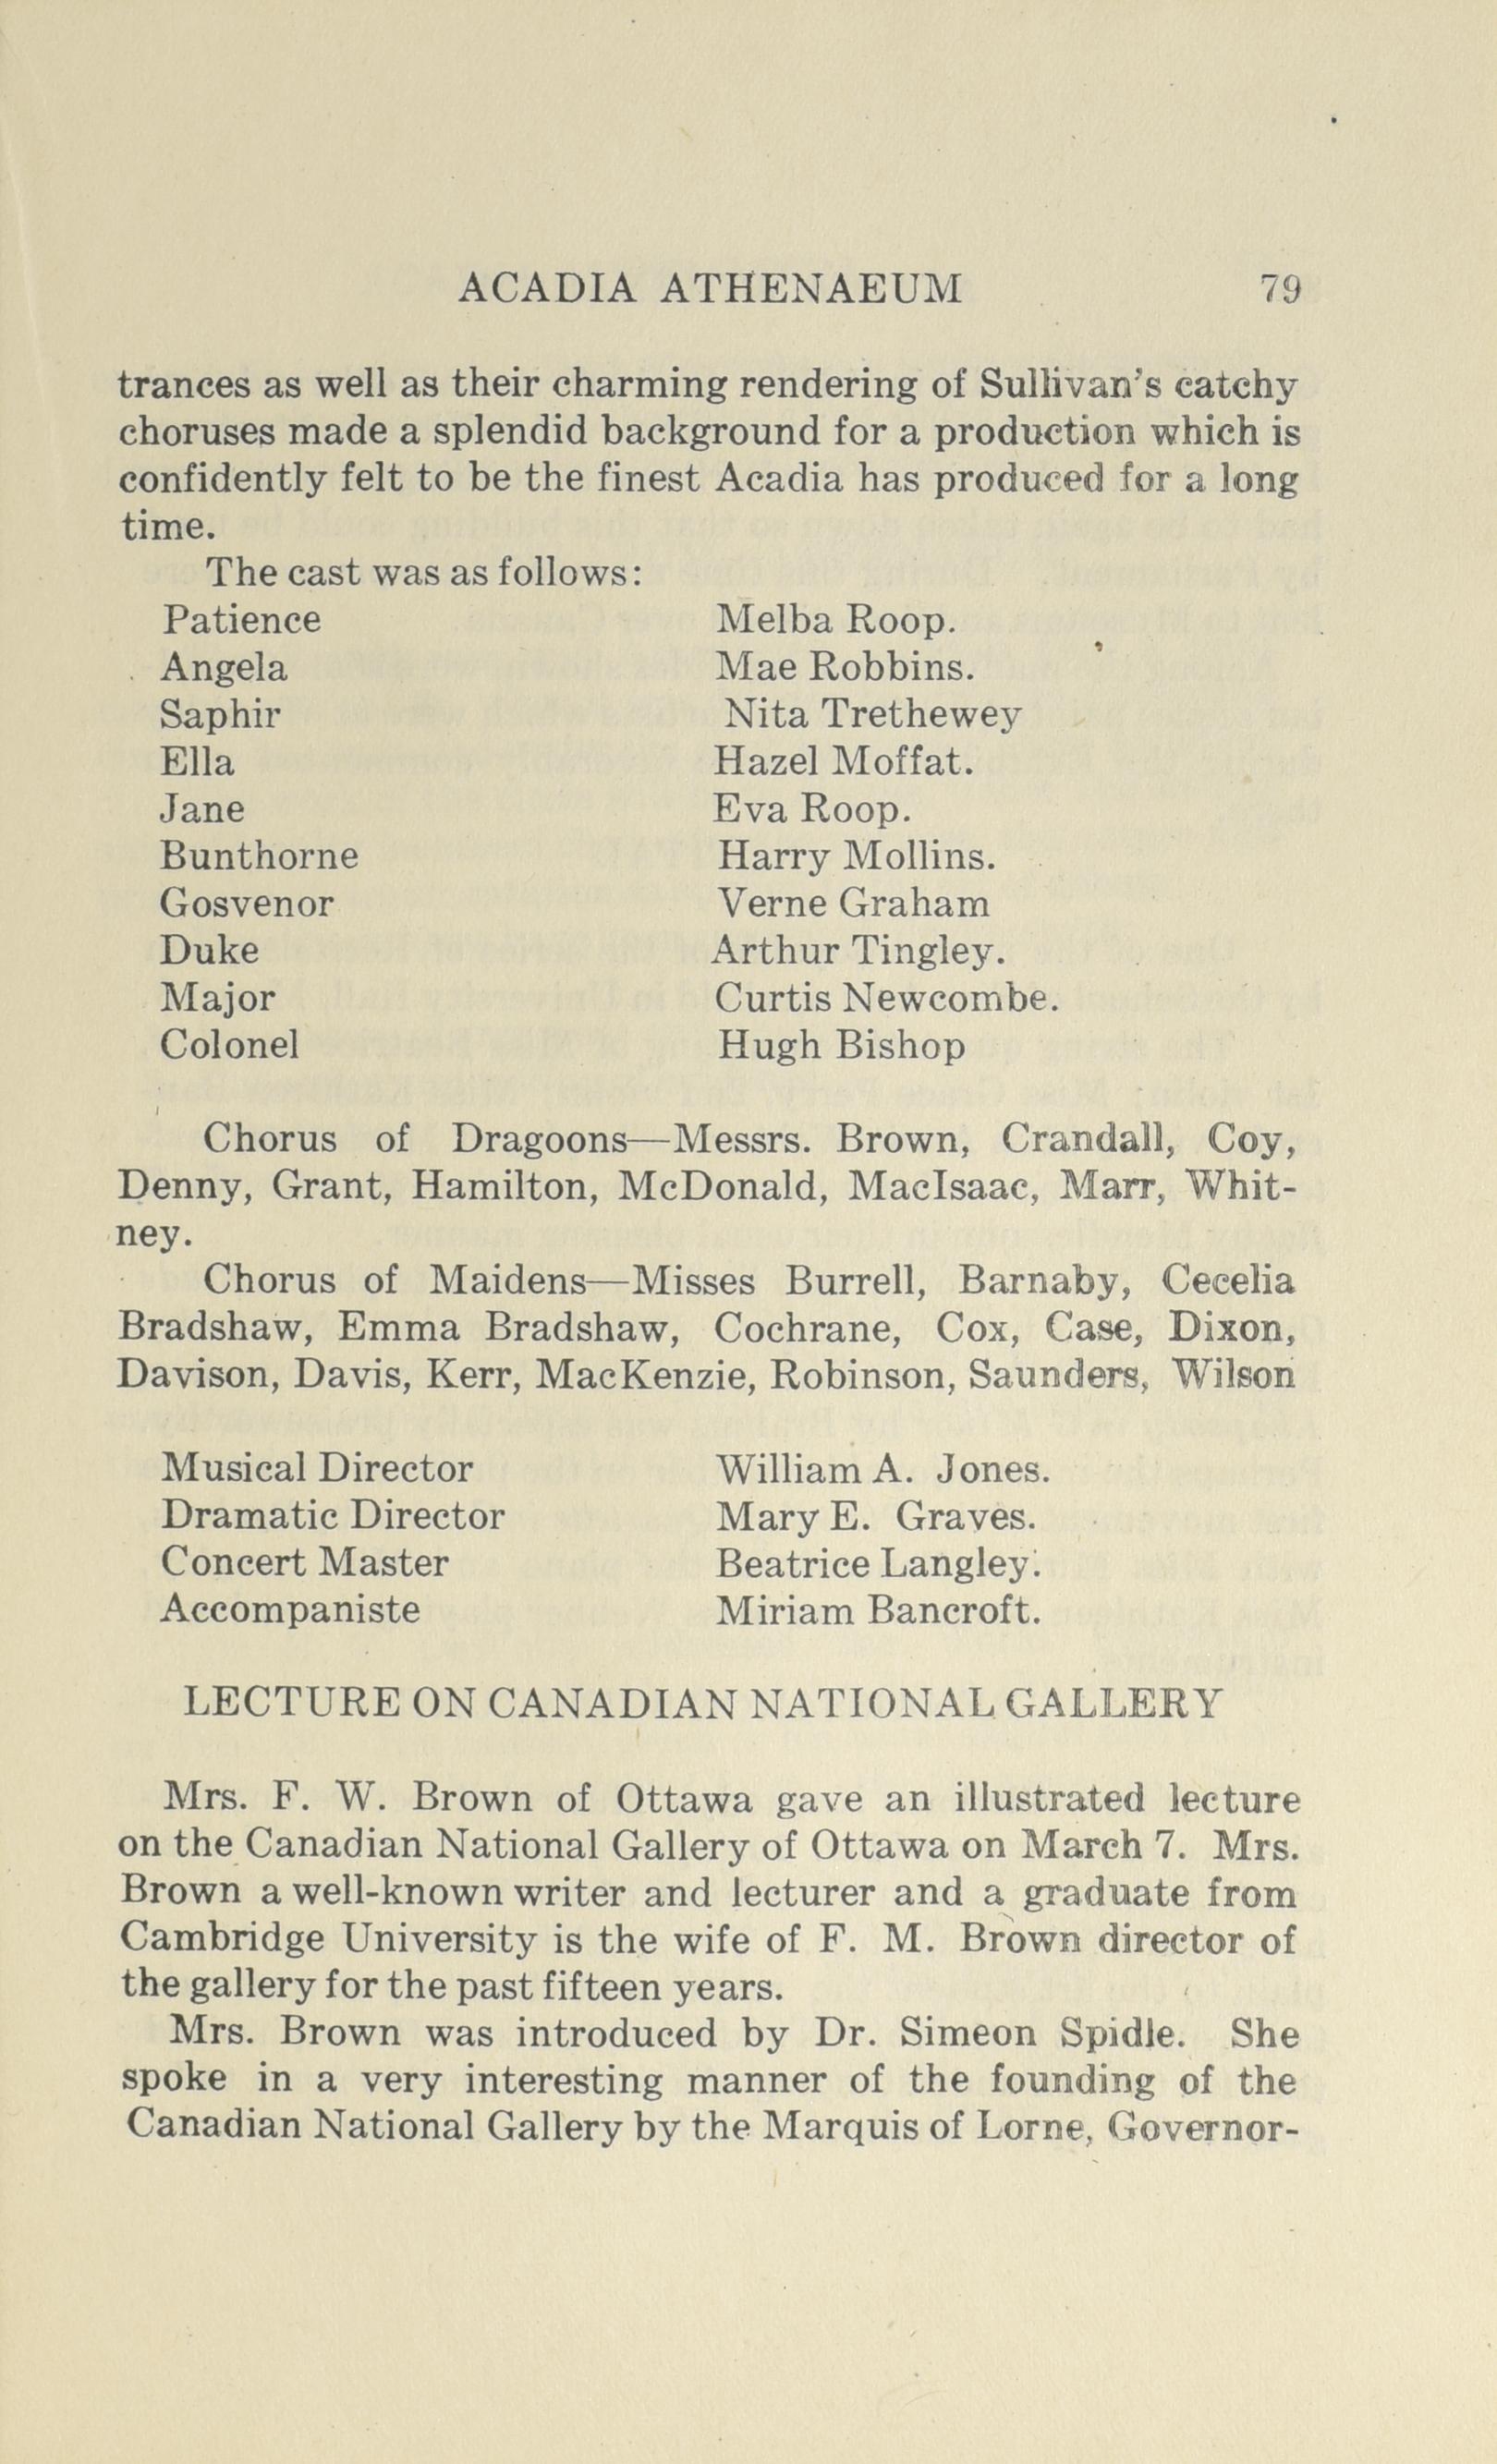 ACADIA ATHENAEUM 79
trances as well as their charming rendering of Sullivan's catchy
choruses made a splendid background for a production which is
confidently felt to be the finest Acadia has produced for a long
time.
The cast was as follows:
Patience Melba Roop.
Angela Mae Robbins.
Saphir Nita Trethewey
Ella Hazel Moffat.
Jane Eva Roop.
Bunthorne Harry Mollins.
Gosvenor Verne Graham
Duke Arthur Tingley.
Major Curtis Newcombe.
Colonel Hugh Bishop
Chorus of Dragoons—Messrs. Brown, Crandall, Coy,
Denny, Grant, Hamilton, McDonald, MacIsaac, Marr, Whit-
ney.
Chorus of Maidens—Misses Burrell, Barnaby, Cecelia
Bradshaw, Emma Bradshaw, Cochrane, Cox, Case, Dixon,
Davison, Davis, Kerr, MacKenzie, Robinson, Saunders, Wilson
Musical Director William A. Jones.
Dramatic Director Mary E. Graves.
Concert Master Beatrice Langley.
Accompaniste Miriam Bancroft.
LECTURE ON CANADIAN NATIONAL GALLERY
Mrs. F. W. Brown of Ottawa gave an illustrated lecture
on the Canadian National Gallery of Ottawa on March 7. Mrs.
Brown a well-known writer and lecturer and a graduate from
Cambridge University is the wife of F. M. Brown director of
the gallery for the past fifteen years.
Mrs. Brown was introduced by Dr. Simeon Spidle. She
spoke in a very interesting manner of the founding of the
Canadian National Gallery by the Marquis of Lorne, Governor-